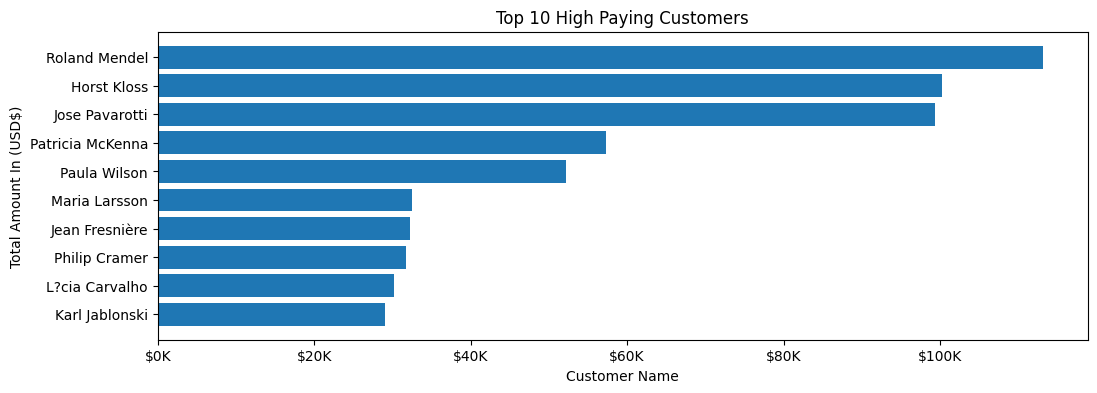 Top 10 High Paying Customers
Total Amount In (USD$)
Roland Mendel
Horst Kloss
Jose Pavarotti
Patricia McKenna
Paula Wilson
Maria Larsson
Jean Fresnière
Philip Cramer
L?cia Carvalho
Karl Jablonski
$0K $20K $40K $60K $80K $100K
Customer Name